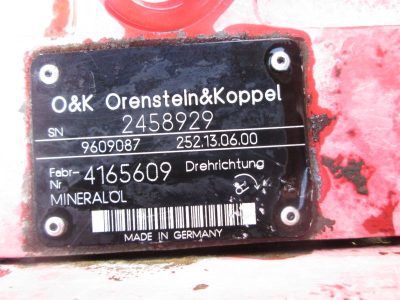 O&K Orenstein&Koppel
SN 2458929
9609087 252.13.06.00
Fabr-Nr 4165609 Drehrichtung
MINERALÖL
MADE IN GERMANY